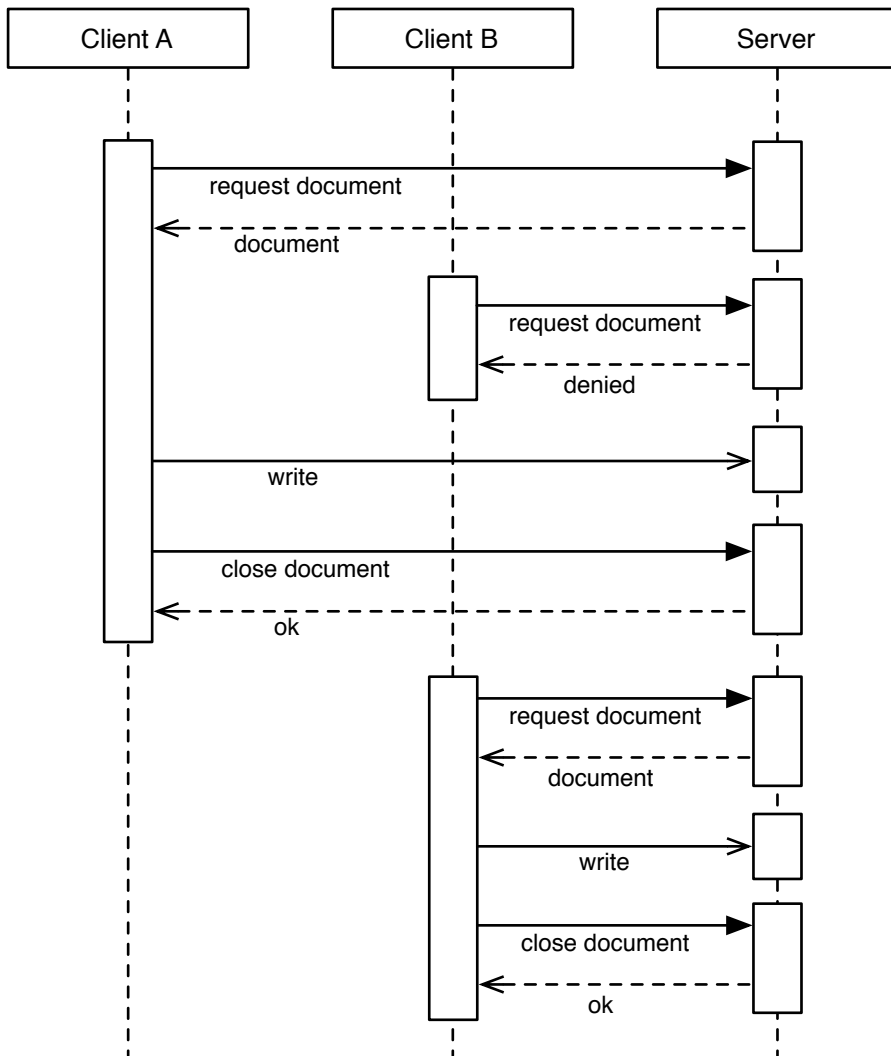 Client A
Client B
Server
request document
document
request document
denied
write
close document
ok
request document
document
write
close document
ok